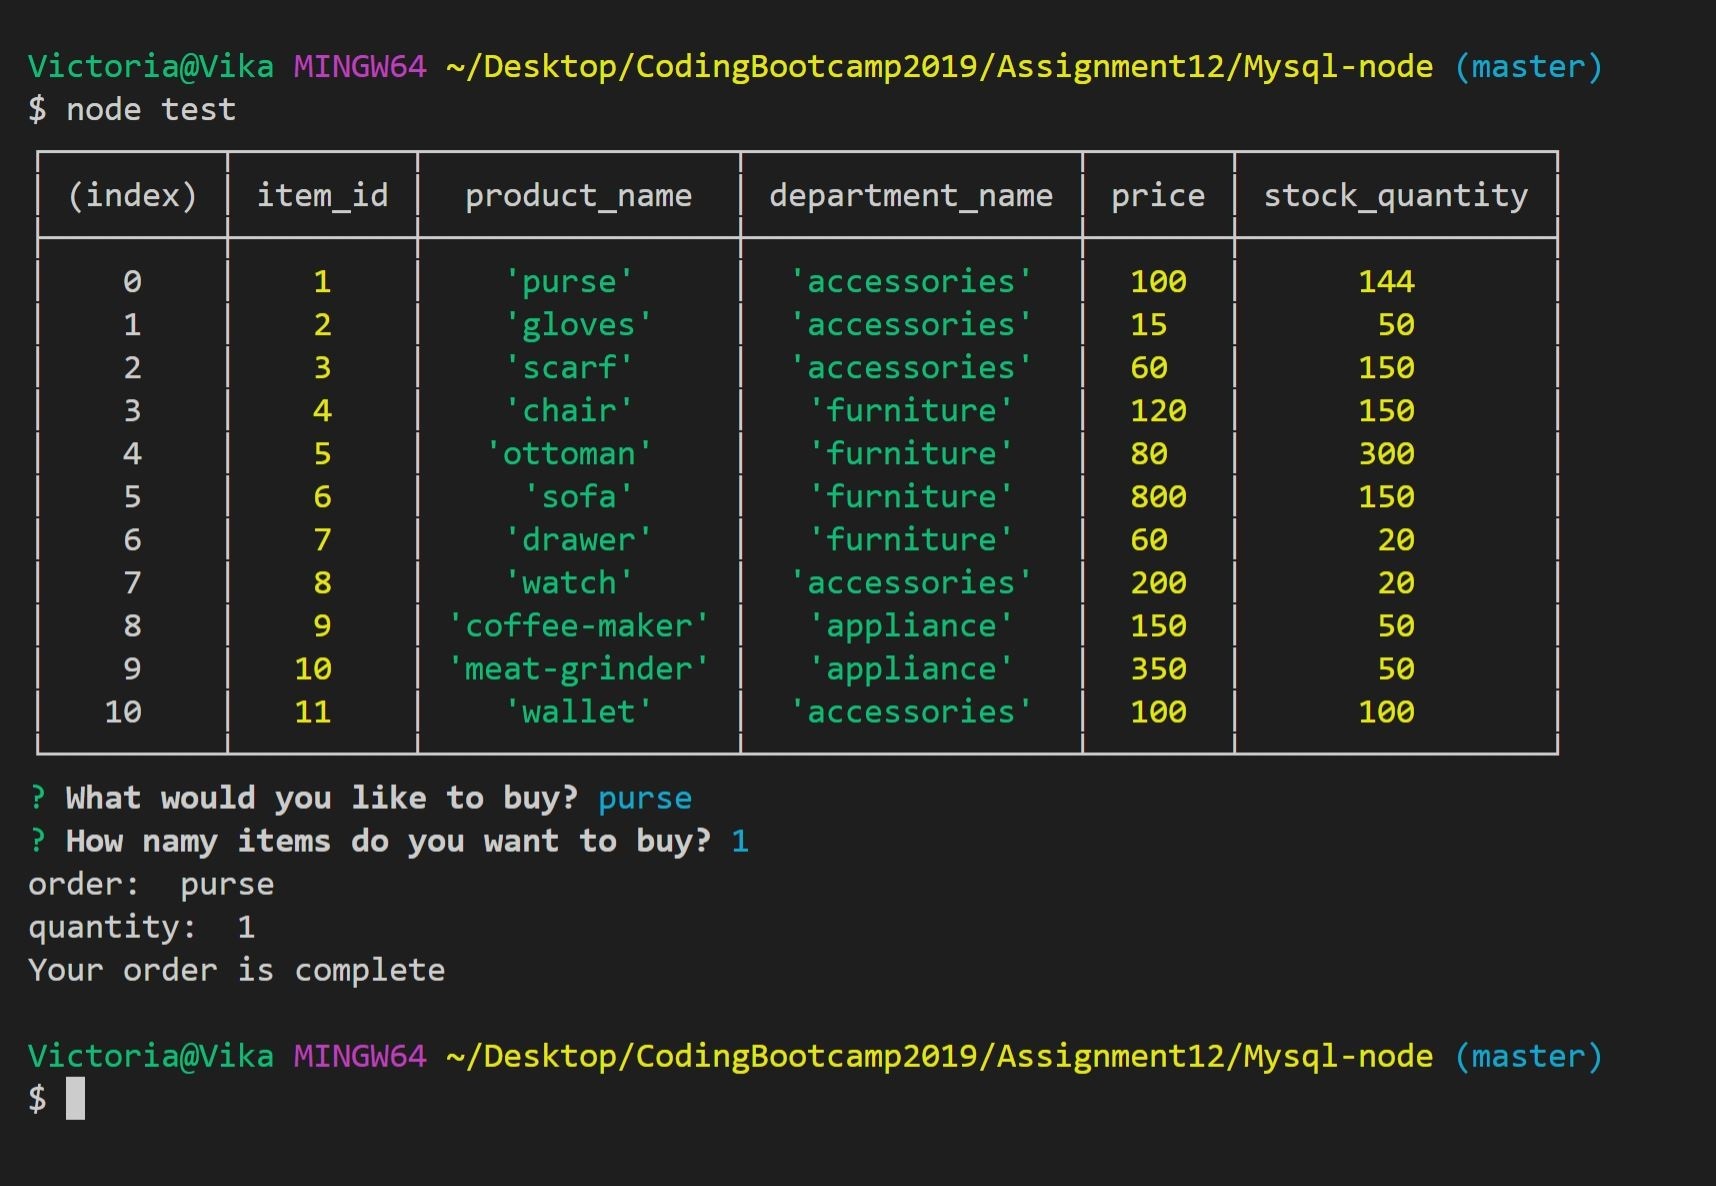 Victoria@Vika MINGW64 ~/Desktop/CodingBootcamp2019/Assignment12/Mysql-node (master)
$ node test
(index) item_id product_name department_name price stock_quantity
0 1 'purse' 'accessories' 100 144
1 2 'gloves' 'accessories' 15 50
2 3 'scarf' 'accessories' 60 150
3 4 'chair' 'furniture' 120 150
4 5 'ottoman' 'furniture' 80 300
5 6 'sofa' 'furniture' 800 150
6 7 'drawer' 'furniture' 60 20
7 8 'watch' 'accessories' 200 20
8 9 'coffee-maker' 'appliance' 150 50
9 10 'meat-grinder' 'appliance' 350 50
10 11 'wallet' 'accessories' 100 100
? What would you like to buy? purse
? How namy items do you want to buy? 1
order:  purse
quantity:  1
Your order is complete
Victoria@Vika MINGW64 ~/Desktop/CodingBootcamp2019/Assignment12/Mysql-node (master)
$